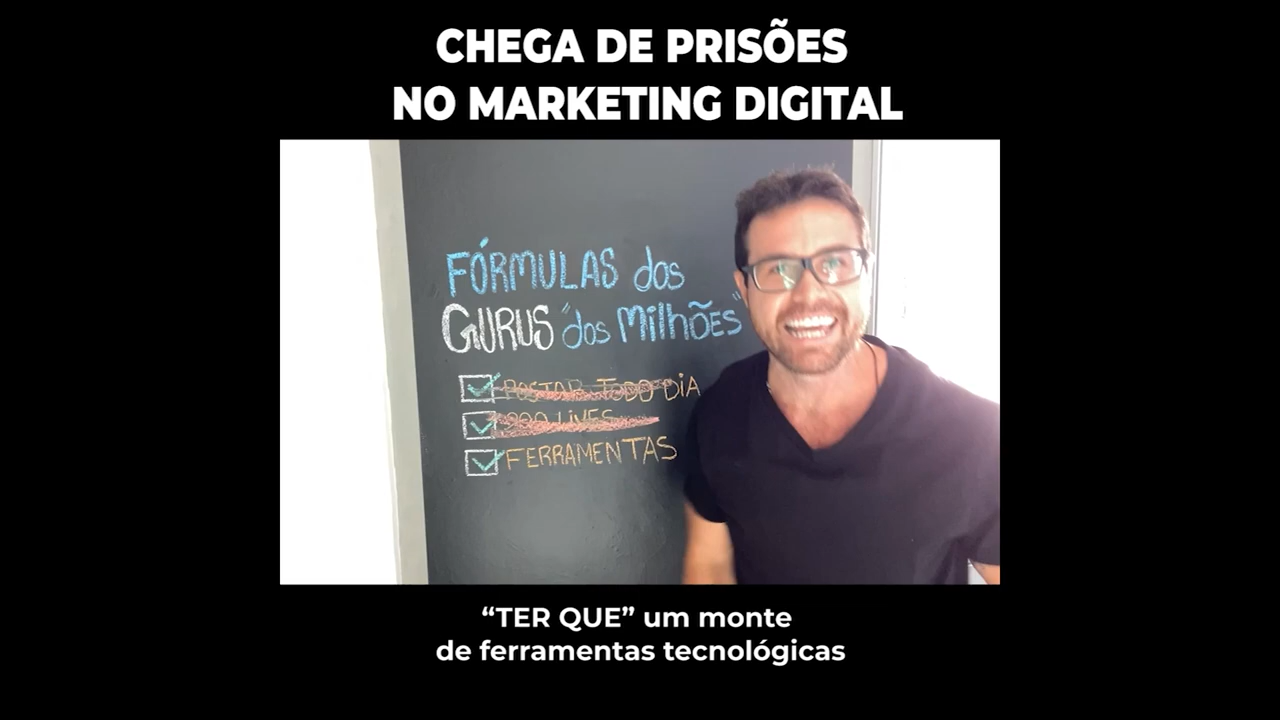 CHEGA DE PRISÕES
NO MARKETING DIGITAL
FÓRMULAS dos
GURUS "dos MilhÕES"
POSTAR TODO DIA
LIVES
FERRAMENTAS
“TER QUE” um monte
de ferramentas tecnológicas